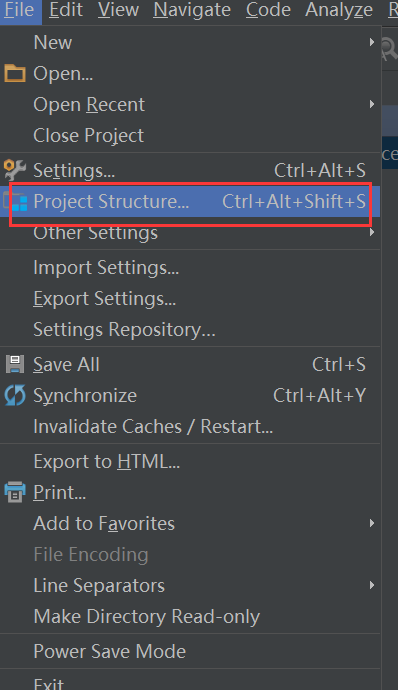 File Edit View Navigate Code Analyze R
New
Open...
Open Recent
Close Project
Settings... Ctrl+Alt+S
ce
Project Structure... Ctrl+Alt+Shift+S
Other Settings
Import Settings...
Export Settings...
Settings Repository...
Save All Ctrl+S
Synchronize Ctrl+Alt+Y
Invalidate Caches / Restart...
Export to HTML...
Print...
Add to Favorites
File Encoding
Line Separators
Make Directory Read-only
Power Save Mode
Exit